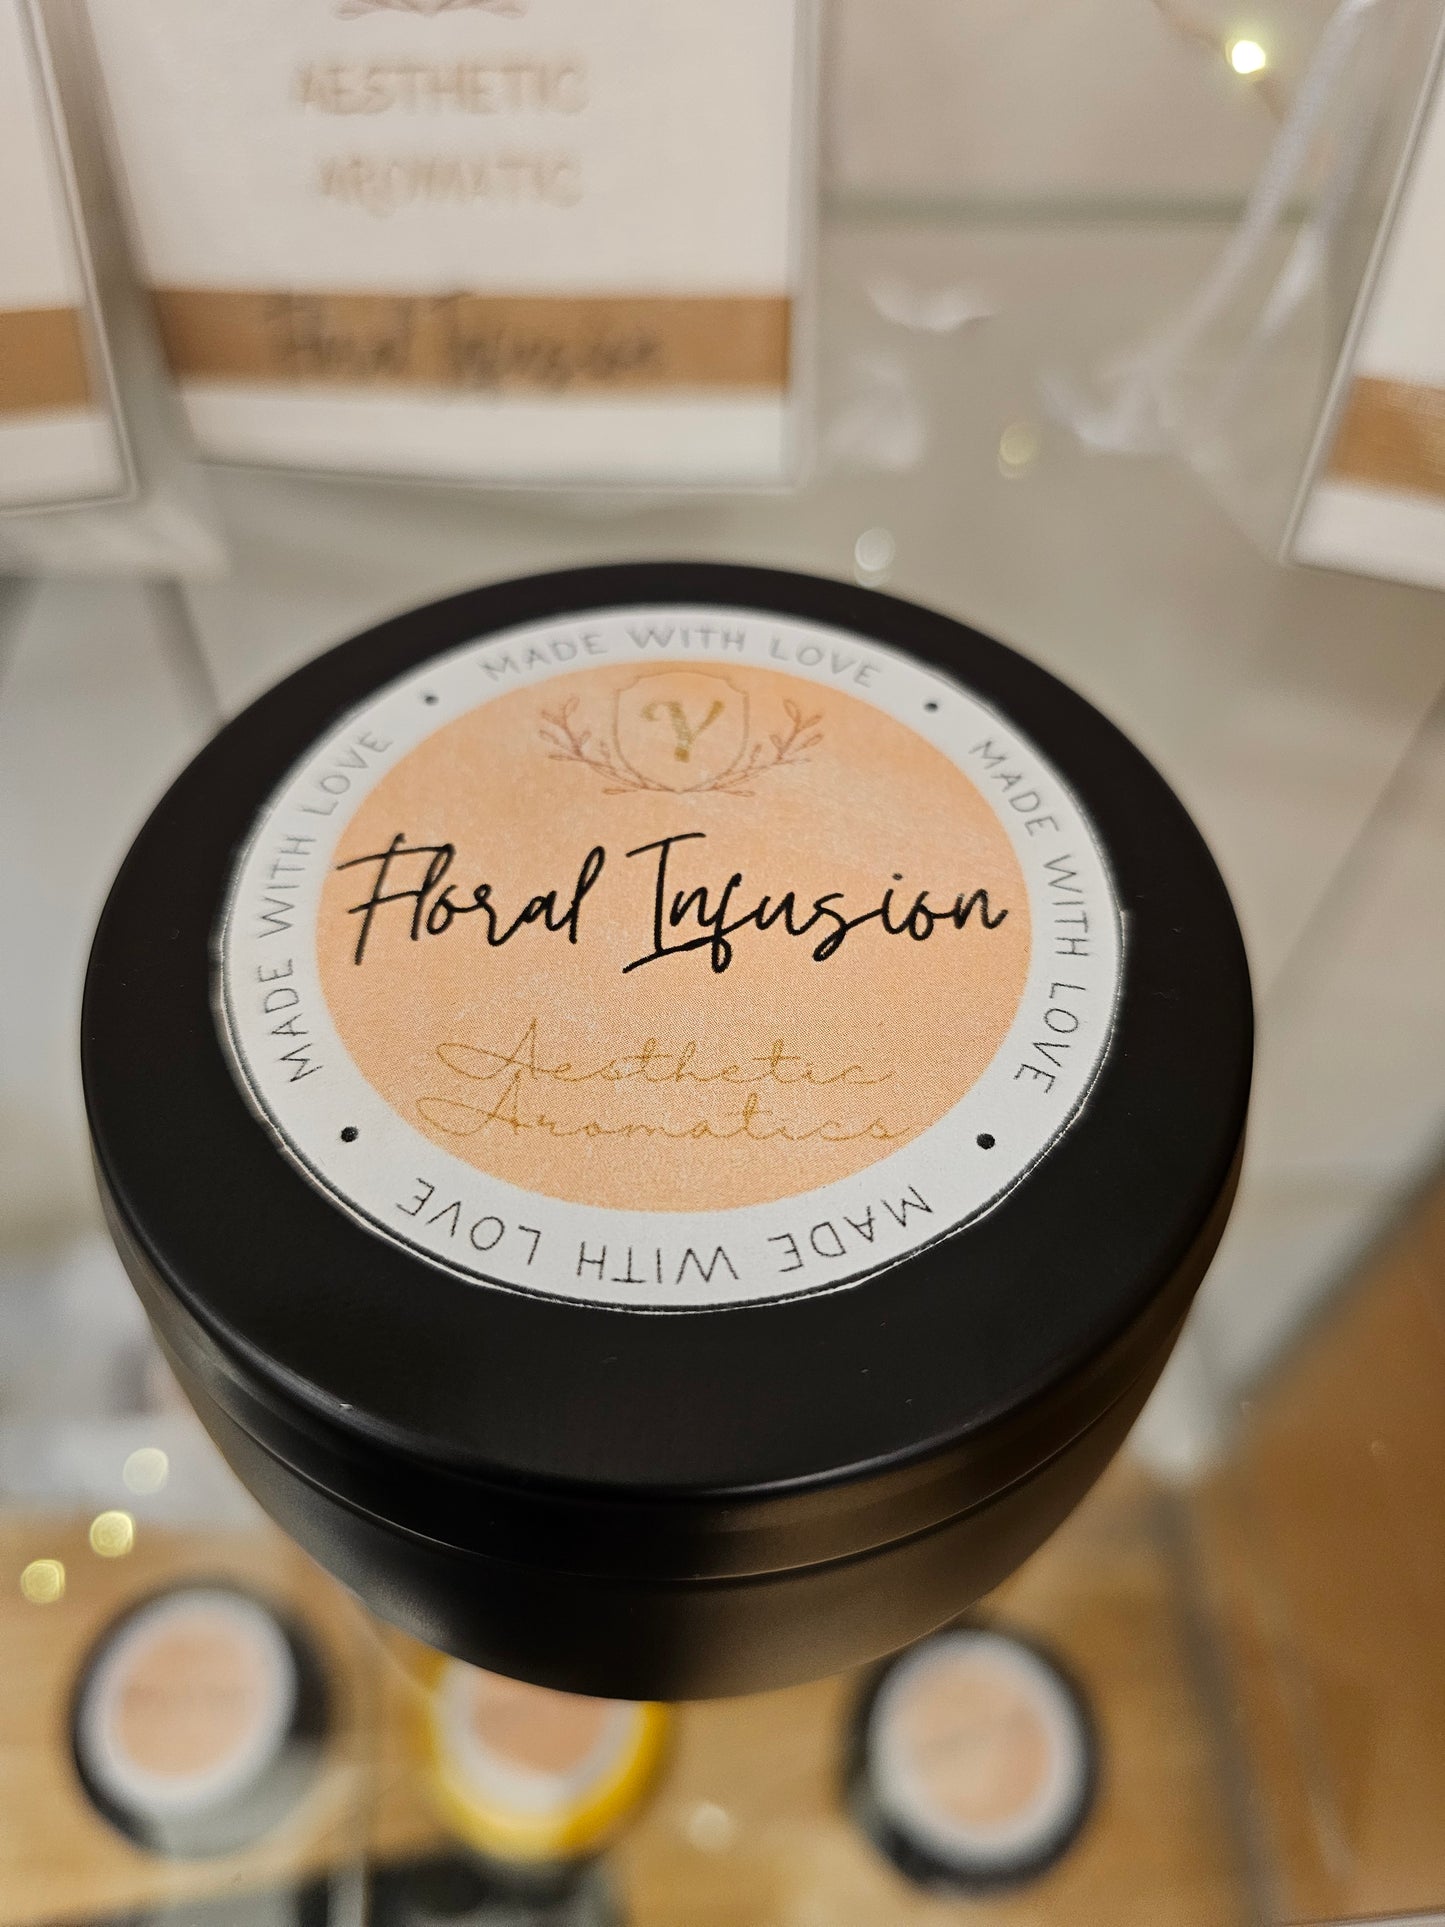 AESTHETIC
AROMATIC
Floral Infusion
MADE WITH LOVE
MADE WITH LOVE
MADE WITH LOVE
MADE WITH LOVE
Y
Floral Infusion
Aesthetic
Aromatics